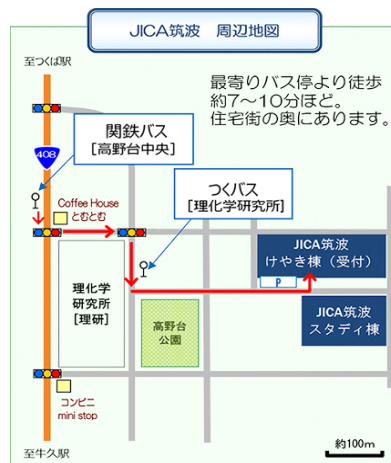 JICA筑波　周辺地図
至つくば駅
最寄りバス停より徒歩
約7～10分ほど。
住宅街の奥にあります。
関鉄バス
[高野台中央]
408
つくバス
[理化学研究所]
Coffee House
とむとむ
JICA筑波
けやき棟（受付）
P
理化学
研究所
[理研]
高野台
公園
JICA筑波
スタディ棟
コンビニ
mini stop
至牛久駅
約100m